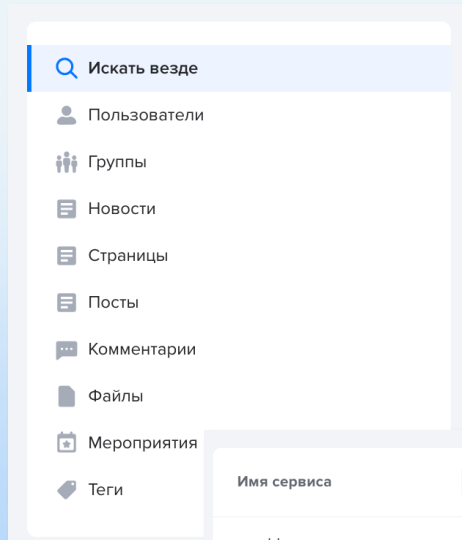 Искать везде
Пользователи
Группы
Новости
Страницы
Посты
Комментарии
Файлы
Мероприятия
Теги
Имя сервиса